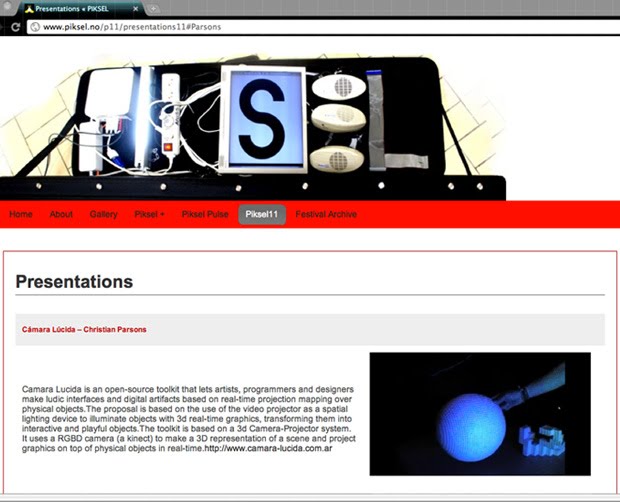 Presentations « PIKSEL
www.piksel.no/p11/presentations11#Parsons
S
Home About Gallery Piksel Piksel Pulse Piksel11 Festival Archive
Presentations
Cámara Lúcida – Christian Parsons
Camara Lucida is an open-source toolkit that lets artists, programmers and designers
make ludic interfaces and digital artifacts based on real-time projection mapping over
physical objects.The proposal is based on the use of the video projector as a spatial
lighting device to illuminate objects with 3d real-time graphics, transforming them into
interactive and playful objects.The toolkit is based on a 3d Camera-Projector system.
It uses a RGBD camera (a kinect) to make a 3D representation of a scene and project
graphics on top of physical objects in real-time.http://www.camara-lucida.com.ar